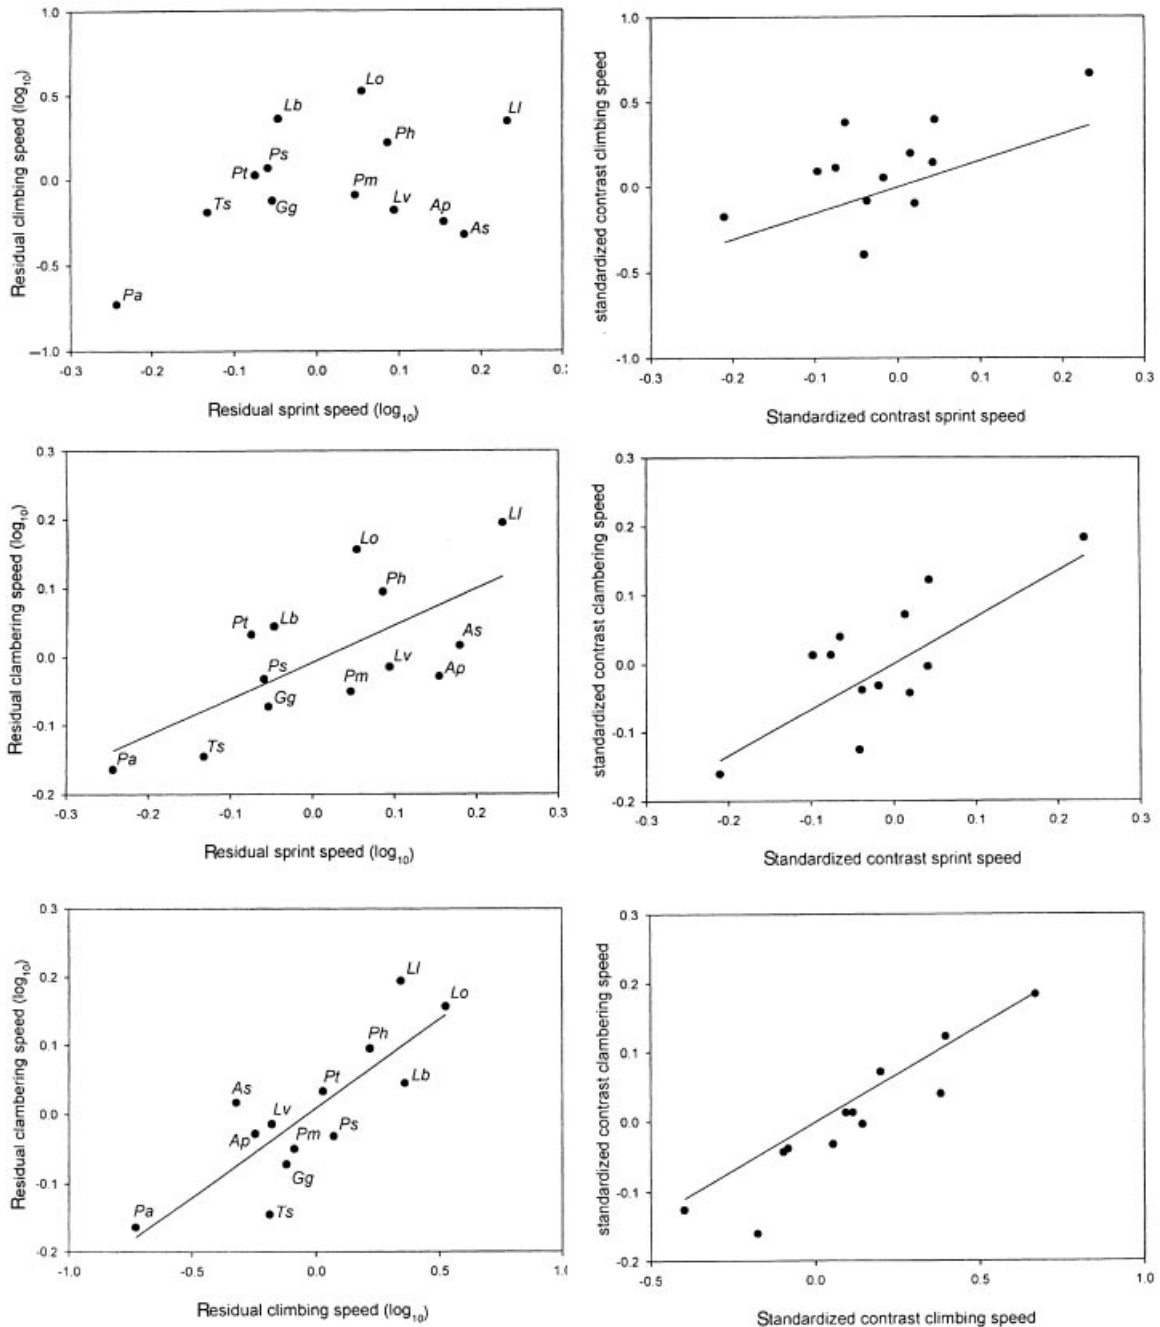 1.0
0.5
0.0
-0.5
-1.0
Residual climbing speed (log10)
Lo
Lb
Ll
Ph
Ps
Pt
Pm
Ts
Gg
Lv
Ap
As
Pa
-0.3 -0.2 -0.1 0.0 0.1 0.2 0.:
Residual sprint speed (log10)
1.0
0.5
0.0
-0.5
-1.0
standardized contrast climbing speed
-0.3 -0.2 -0.1 0.0 0.1 0.2 0.3
Standardized contrast sprint speed
0.3
0.2
0.1
0.0
-0.1
-0.2
Residual clambering speed (log10)
Ll
Lo
Ph
Pt
Lb
As
Ps
Pm
Lv
Ap
Gg
Pa
Ts
-0.3 -0.2 -0.1 0.0 0.1 0.2 0.3
Residual sprint speed (log10)
0.3
0.2
0.1
0.0
-0.1
-0.2
standardized contrast clambering speed
-0.3 -0.2 -0.1 0.0 0.1 0.2 0.3
Standardized contrast sprint speed
0.3
0.2
0.1
0.0
-0.1
-0.2
Residual clambering speed (log10)
Ll
Lo
Ph
Pt
Lb
As
Lv
Ap
Pm
Ps
Gg
Pa
Ts
-1.0 -0.5 0.0 0.5 1.(
Residual climbing speed (log10)
0.3
0.2
0.1
0.0
-0.1
-0.2
standardized contrast clambering speed
-0.5 0.0 0.5 1.0
Standardized contrast climbing speed